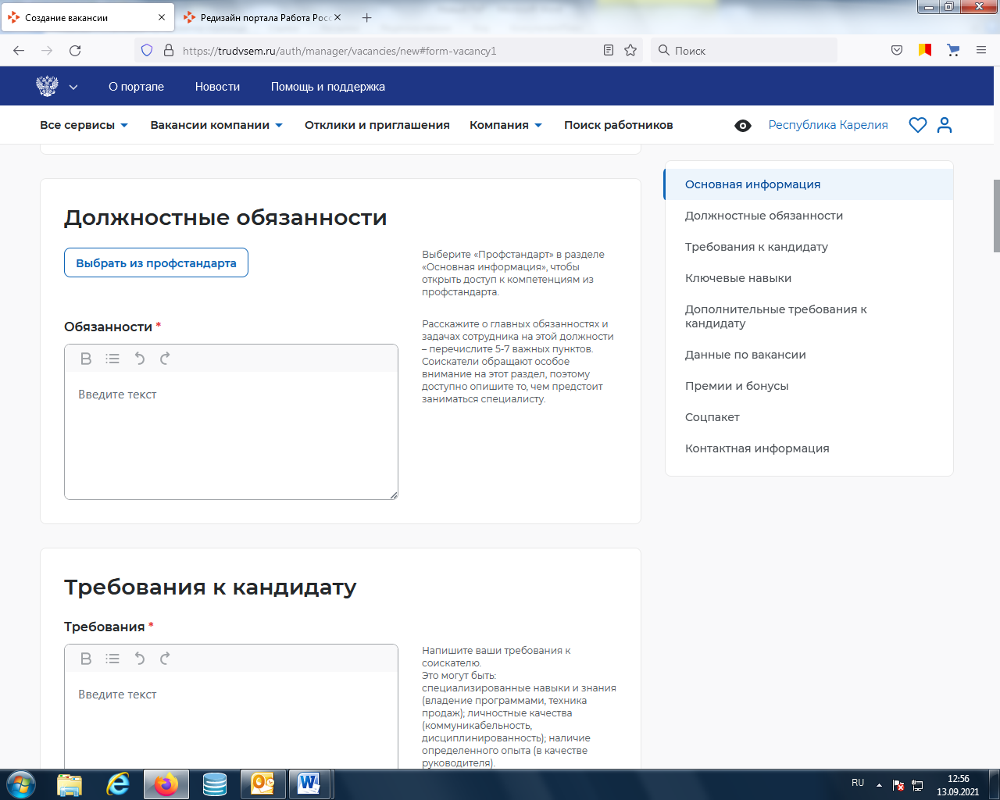 Создание вакансии
Редизайн портала Работа Росс
https://trudvsem.ru/auth/manager/vacancies/new#form-vacancy1
Поиск
О портале
Новости
Помощь и поддержка
Все сервисы
Вакансии компании
Отклики и приглашения
Компания
Поиск работников
Республика Карелия
Должностные обязанности
Выбрать из профстандарта
Выберите «Профстандарт» в разделе
«Основная информация», чтобы
открыть доступ к компетенциям из
профстандарта.
Обязанности *
B
Введите текст
Расскажите о главных обязанностях и
задачах сотрудника на этой должности
– перечислите 5-7 важных пунктов.
Соискатели обращают особое
внимание на этот раздел, поэтому
доступно опишите то, чем предстоит
заниматься специалисту.
Требования к кандидату
Требования *
B
Введите текст
Напишите ваши требования к
соискателю.
Это могут быть:
специализированные навыки и знания
(владение программами, техника
продаж); личностные качества
(коммуникабельность,
дисциплинированность); наличие
определенного опыта (в качестве
руководителя).
Основная информация
Должностные обязанности
Требования к кандидату
Ключевые навыки
Дополнительные требования к
кандидату
Данные по вакансии
Премии и бонусы
Соцпакет
Контактная информация
RU
12:56
13.09.2021